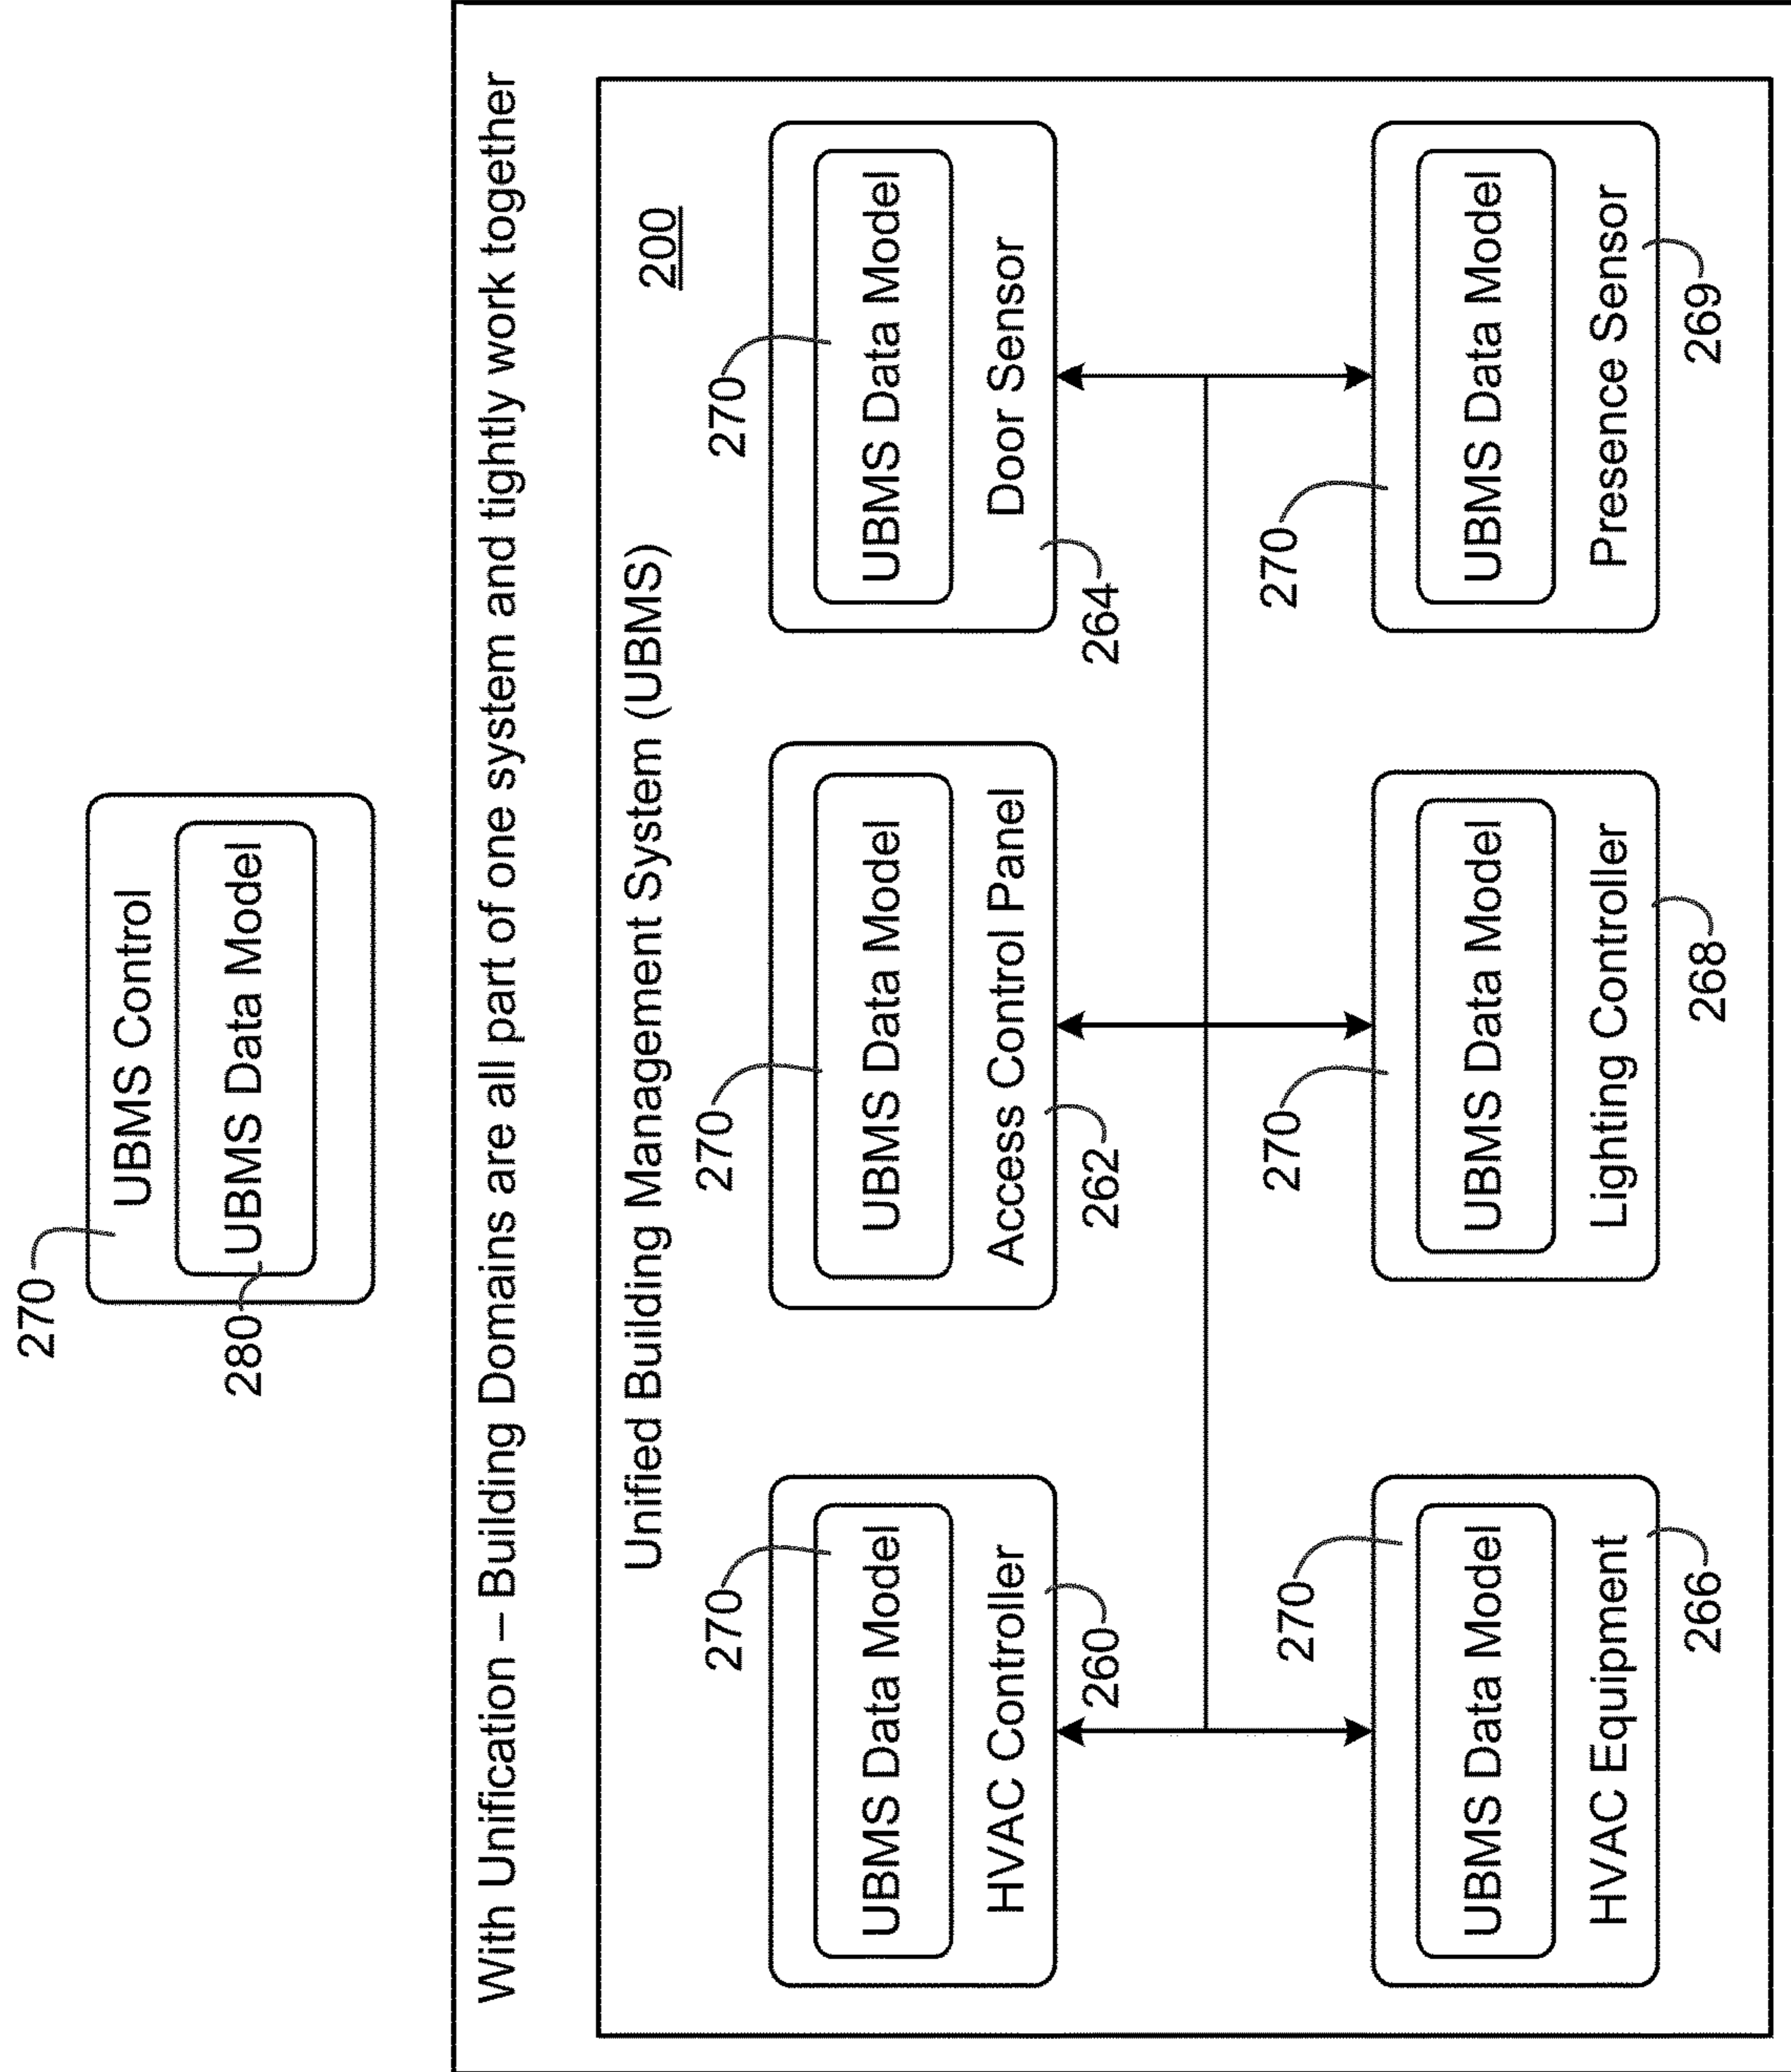 270
UBMS Control
280
UBMS Data Model
With Unification – Building Domains are all part of one system and tightly work together
Unified Building Management System (UBMS)
200
270
UBMS Data Model
HVAC Controller
260
270
UBMS Data Model
Access Control Panel
262
270
UBMS Data Model
Door Sensor
264
270
UBMS Data Model
HVAC Equipment
266
270
UBMS Data Model
Lighting Controller
268
270
UBMS Data Model
Presence Sensor
269